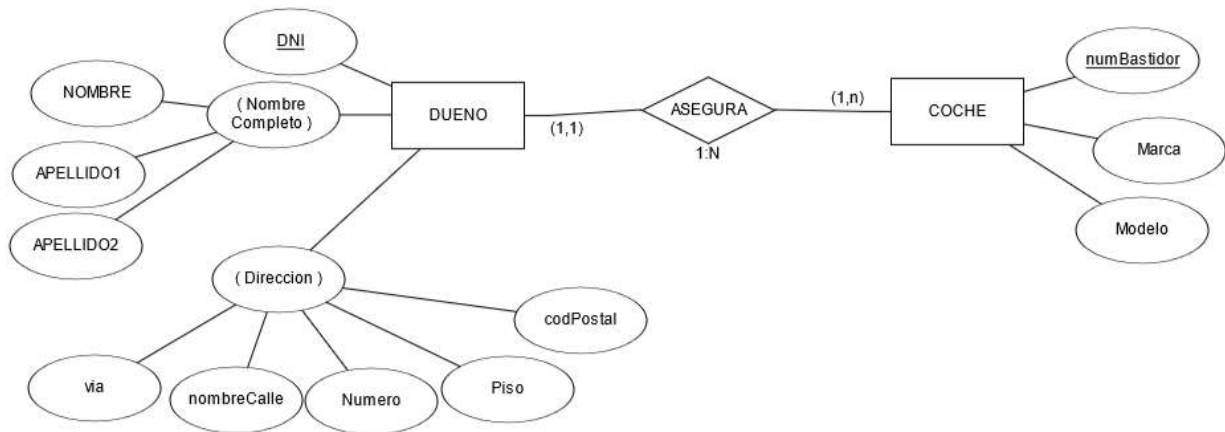 DNI
NOMBRE
( Nombre
Completo )
APELLIDO1
APELLIDO2
DUENO
(1,1)
ASEGURA
1:N
(1,n)
COCHE
numBastidor
Marca
Modelo
( Direccion )
via
nombreCalle
Numero
Piso
codPostal